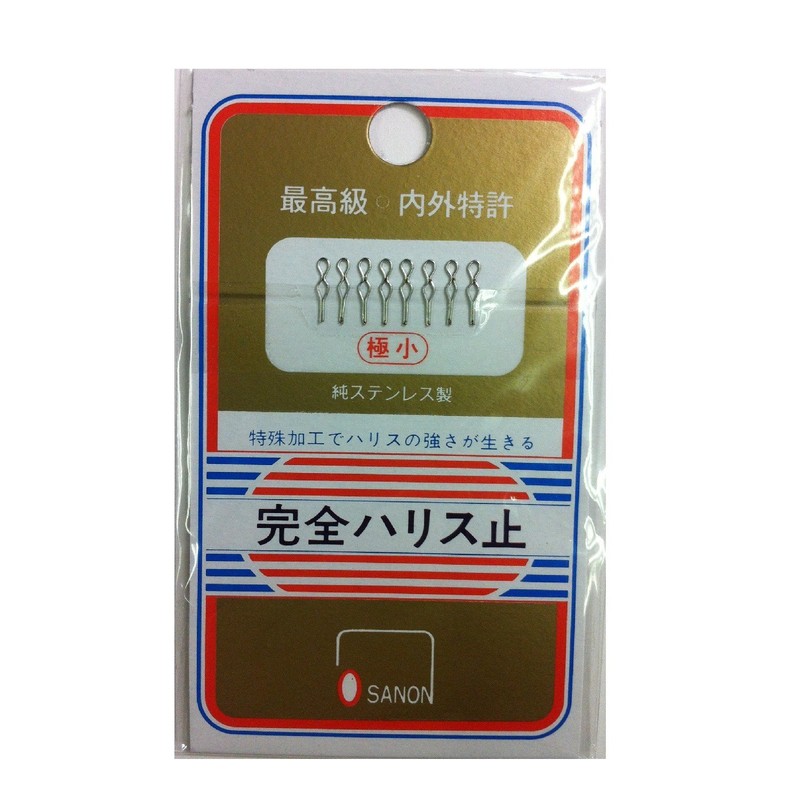 最高級○内外特許
極小
純ステンレス製
特殊加工でハリスの強さが生きる
完全ハリス止
SANON